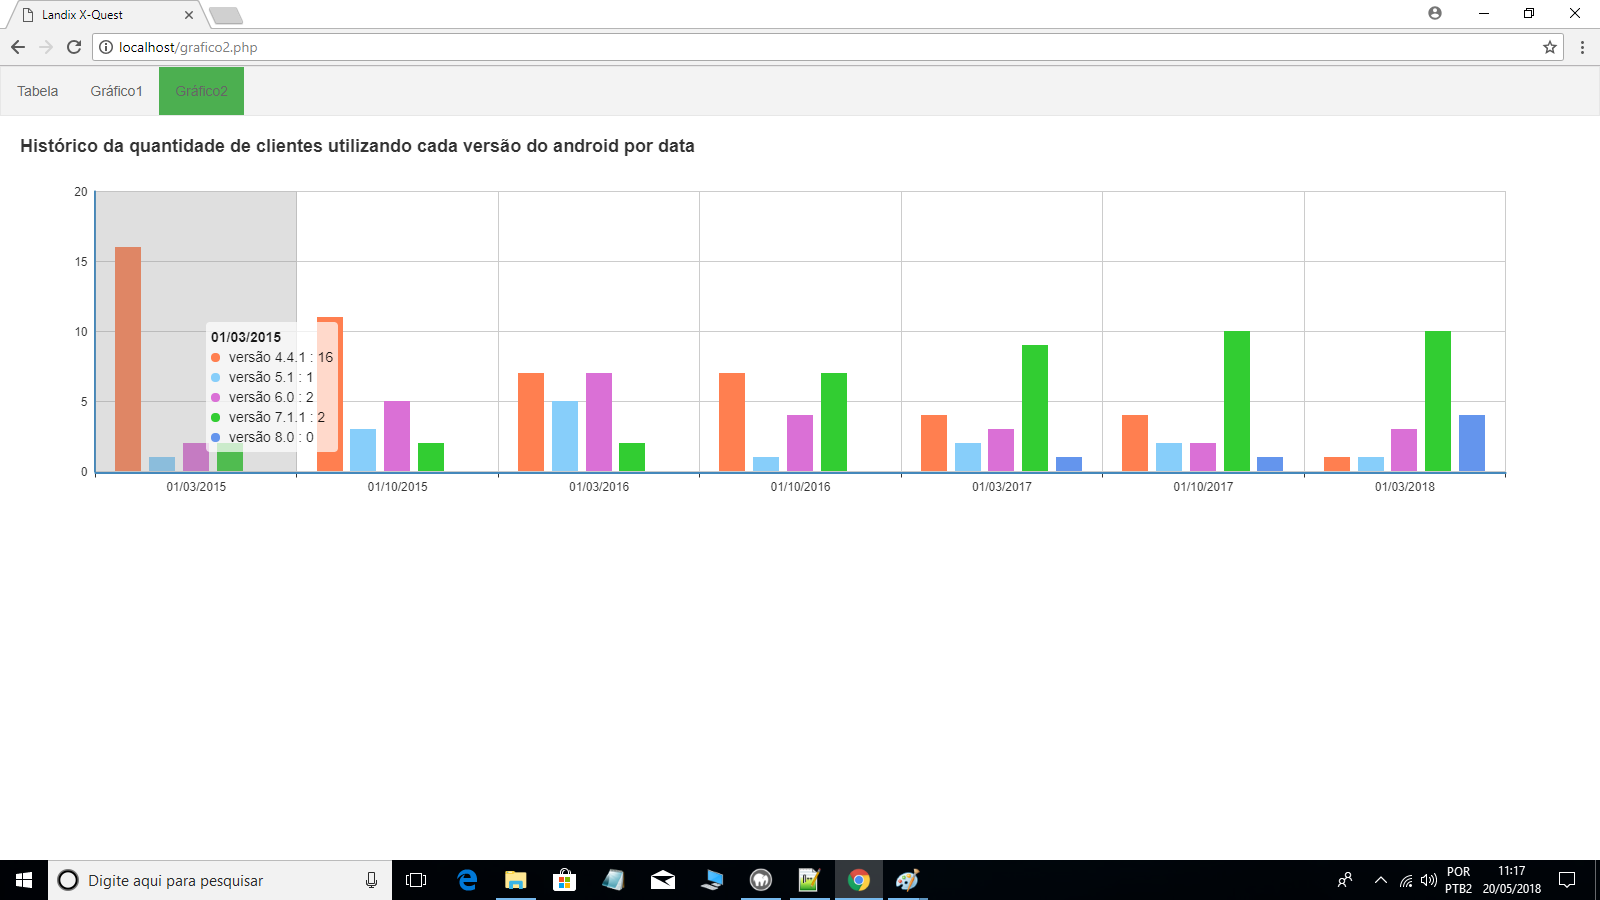 Landix X-Quest
localhost/grafico2.php
Tabela Gráfico1 Gráfico2
Histórico da quantidade de clientes utilizando cada versão do android por data
20
15
10
5
0
01/03/2015
versão 4.4.1 : 16
versão 5.1 : 1
versão 6.0 : 2
versão 7.1.1 : 2
versão 8.0 : 0
01/03/2015 01/10/2015 01/03/2016 01/10/2016 01/03/2017 01/10/2017 01/03/2018
Digite aqui para pesquisar
POR 11:17
PTB2 20/05/2018